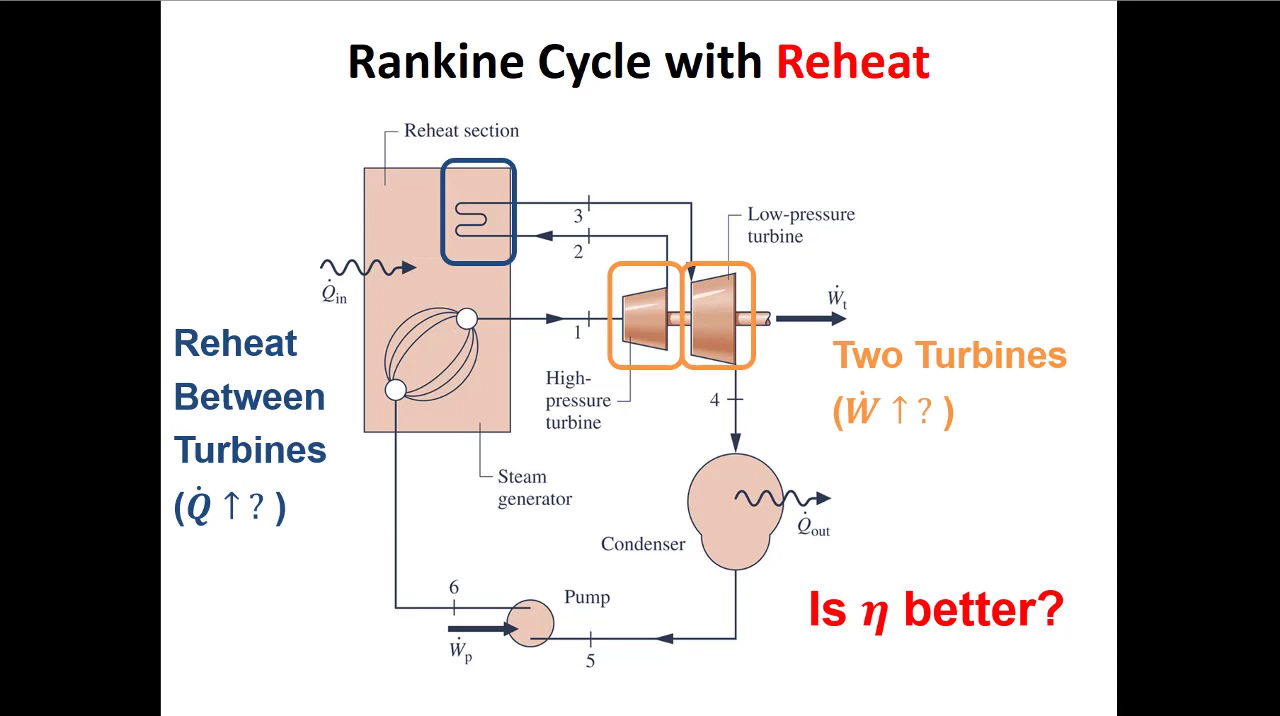 Rankine Cycle with Reheat
Reheat section
3
2
Low-pressure
turbine
Q̇in
Ẇt
1
Reheat
Between
Turbines
(Q̇ ↑ ? )
Two Turbines
(Ẇ ↑ ? )
High-
pressure
turbine
4
Steam
generator
Q̇out
Condenser
6
Pump
Ẇp
5
Is η better?